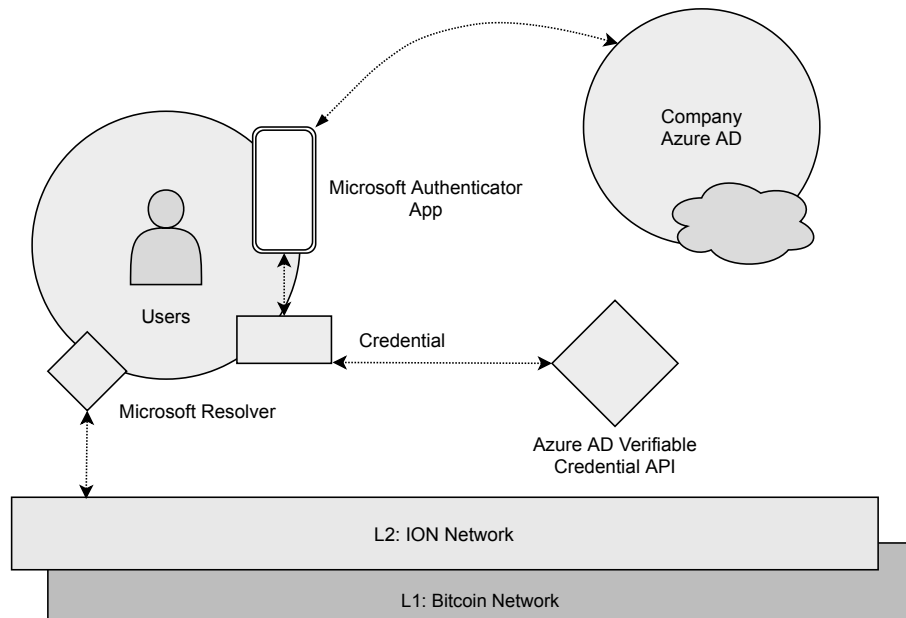 Company
Azure AD
Microsoft Authenticator
App
Users
Credential
Microsoft Resolver
Azure AD Verifiable
Credential API
L2: ION Network
L1: Bitcoin Network